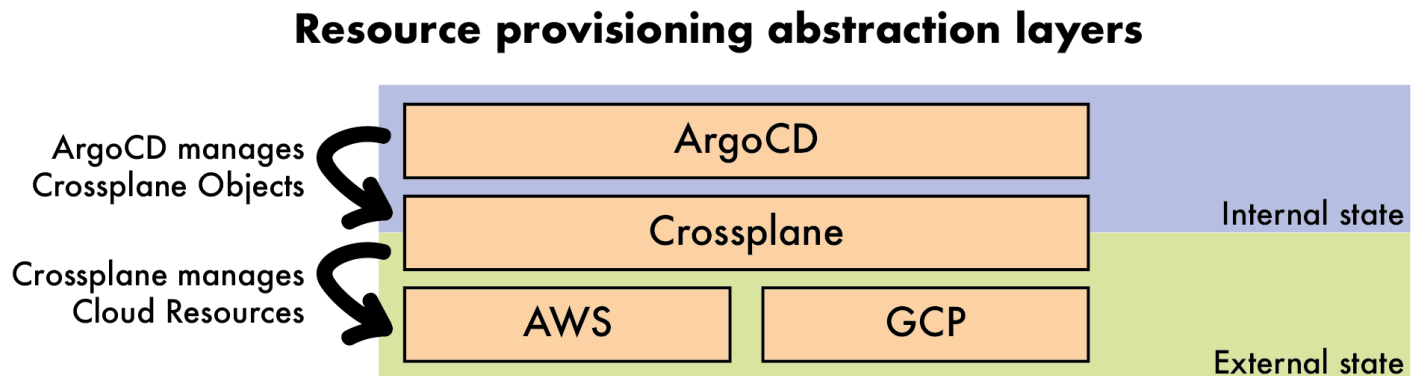 Resource provisioning abstraction layers
ArgoCD manages
Crossplane Objects
ArgoCD
Internal state
Crossplane
Crossplane manages
Cloud Resources
AWS
GCP
External state